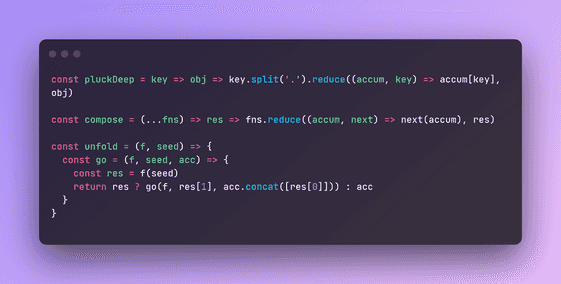 const pluckDeep = key => obj => key.split('.').reduce((accum, key) => accum[key],
obj)

const compose = (...fns) => res => fns.reduce((accum, next) => next(accum), res)

const unfold = (f, seed) => {
  const go = (f, seed, acc) => {
    const res = f(seed)
    return res ? go(f, res[1], acc.concat([res[0]])) : acc
  }
}